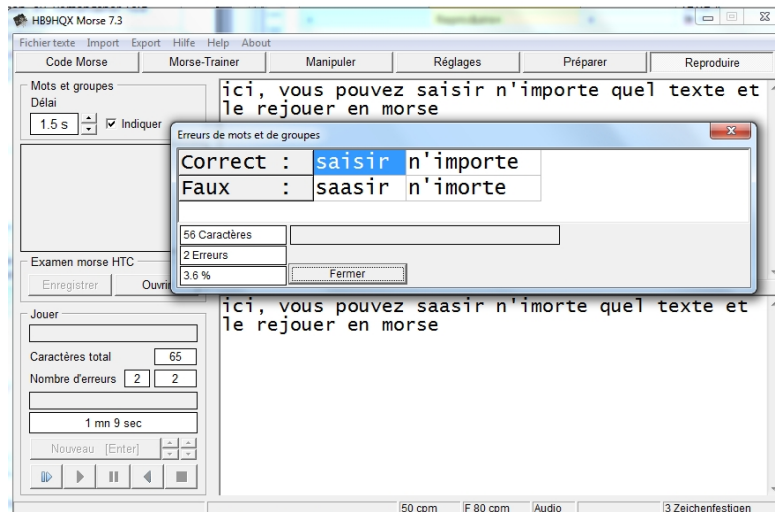 HB9HQX Morse 7.3
Fichier texte Import Export Hilfe Help About
Code Morse Morse-Trainer Manipuler Réglages Préparer Reproduire
Mots et groupes
Délai
1.5 s Indiquer
ici, vous pouvez saisir n'importe quel texte et
le rejouer en morse
Erreurs de mots et de groupes
Correct : saisir n'importe
Faux : saasir n'imorte
56 Caractères
2 Erreurs
3.6 %
Fermer
Examen morse HTC
Enregistrer
ici, vous pouvez saasir n'imorte quel texte et
le rejouer en morse
Jouer
Caractères total 65
Nombre d'erreurs 2 2
1 mn 9 sec
Nouveau [Enter]
50 cpm F 80 cpm Audio 3 Zeichenfestigen